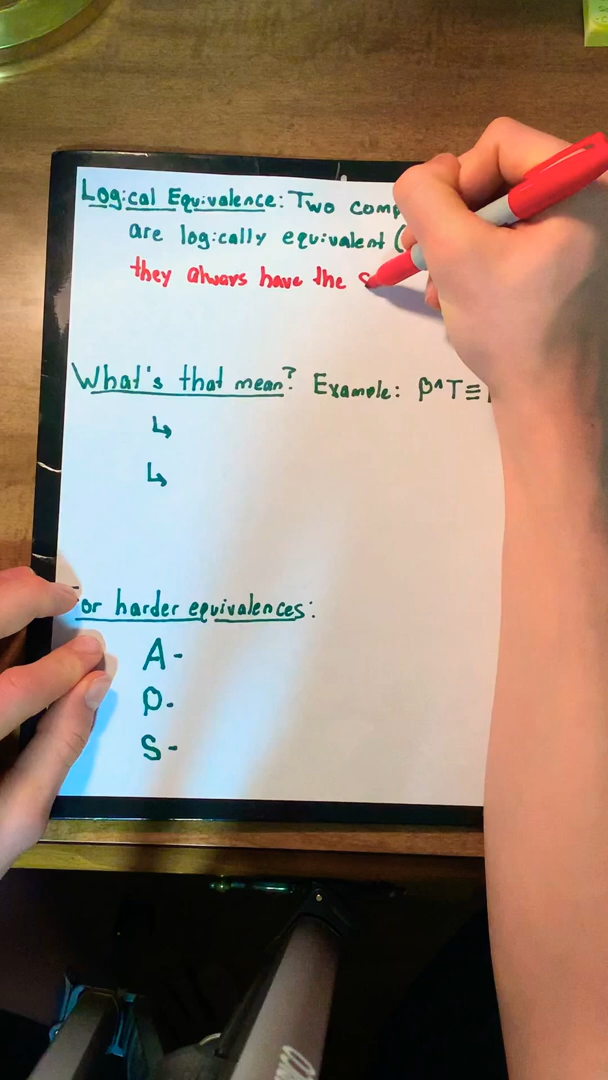 Logical Equivalence: Two comp
are logically equivalent (
they always have the s
What's that mean? Example: p^T≡
↳
↳
or harder equivalences:
A-
P-
S-